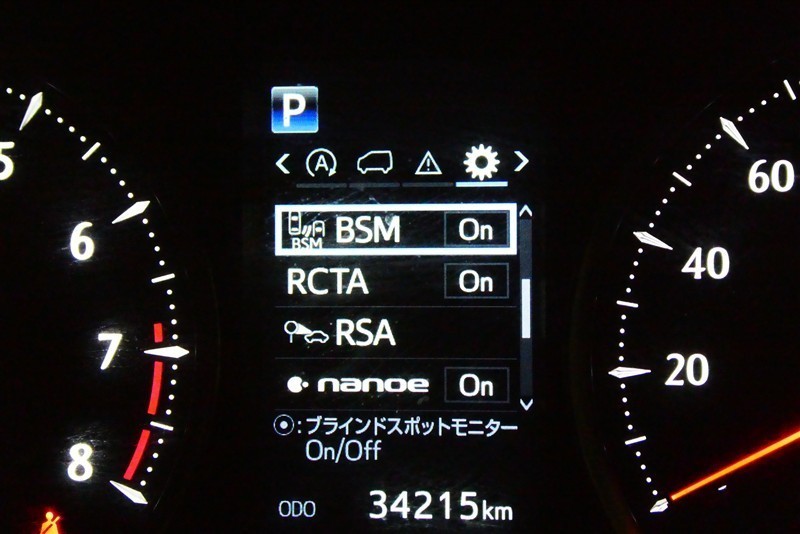 P
A
BSM BSM On
RCTA On
RSA
nanoe On
:ブラインドスポットモニター
On/Off
ODO 34215km
5
6
7
8
60
40
20